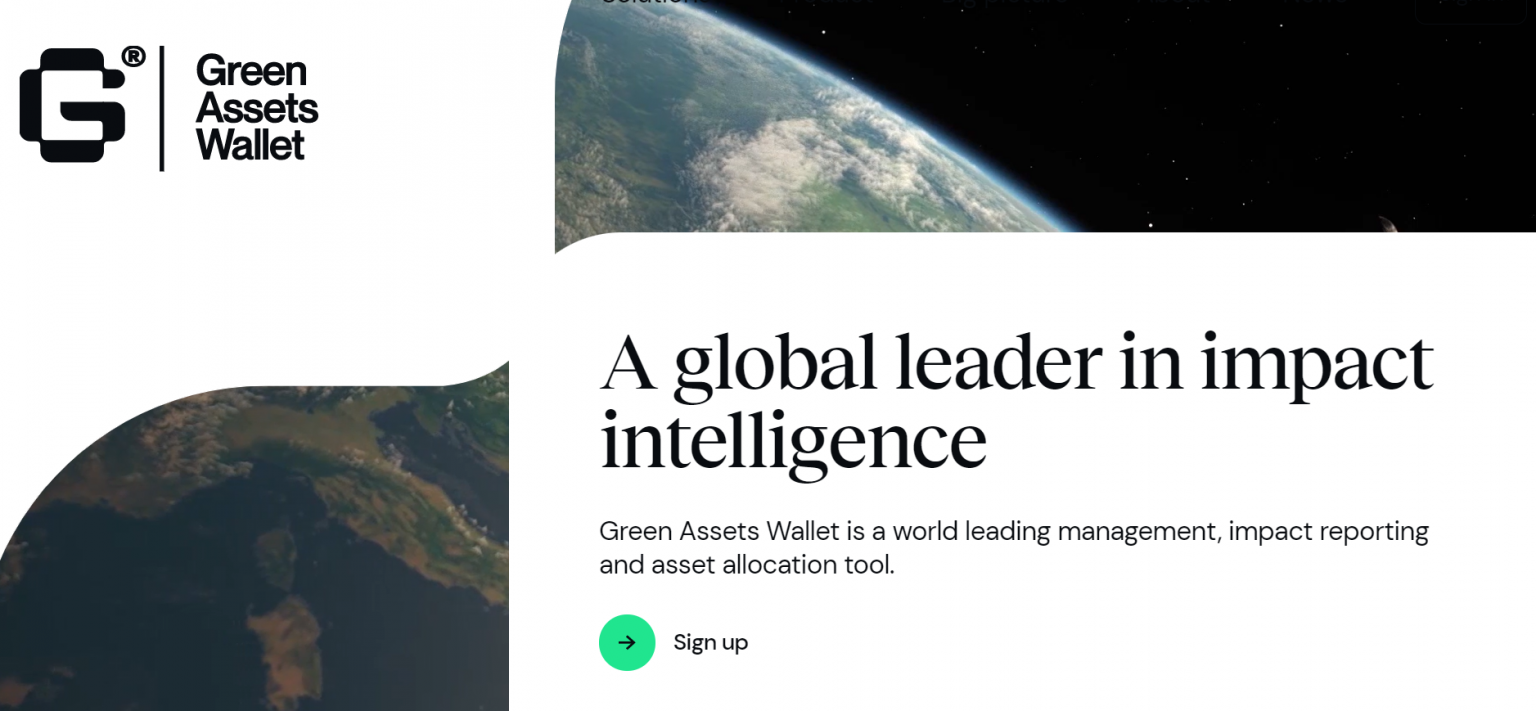 ®
Green
Assets
Wallet
A global leader in impact
intelligence
Green Assets Wallet is a world leading management, impact reporting
and asset allocation tool.
Sign up